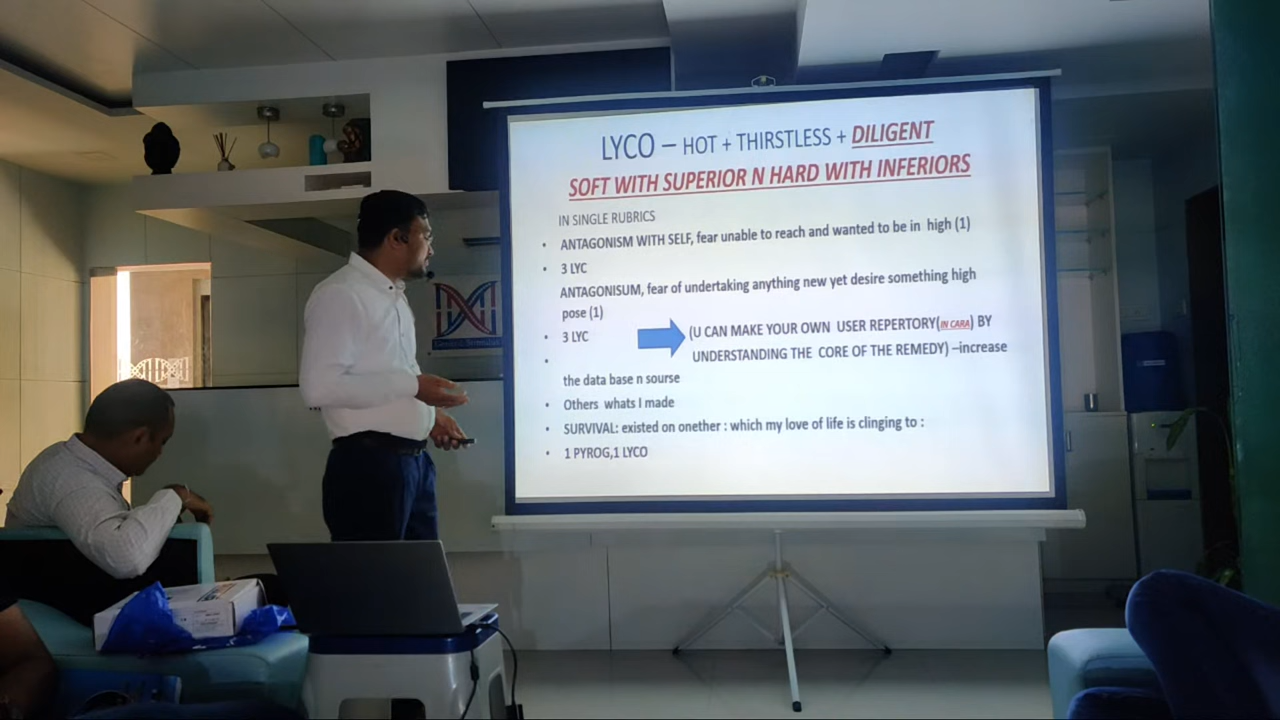 LYCO – HOT + THIRSTLESS + DILIGENT
SOFT WITH SUPERIOR N HARD WITH INFERIORS
IN SINGLE RUBRICS
• ANTAGONISM WITH SELF, fear unable to reach and wanted to be in high (1)
• 3 LYC
ANTAGONISUM, fear of undertaking anything new yet desire something high
pose (1)
• 3 LYC
(U CAN MAKE YOUR OWN USER REPERTORY(IN CARA) BY
UNDERSTANDING THE CORE OF THE REMEDY) –increase
•
the data base n sourse
• Others whats I made
• SURVIVAL: existed on onether : which my love of life is clinging to :
• 1 PYROG,1 LYCO